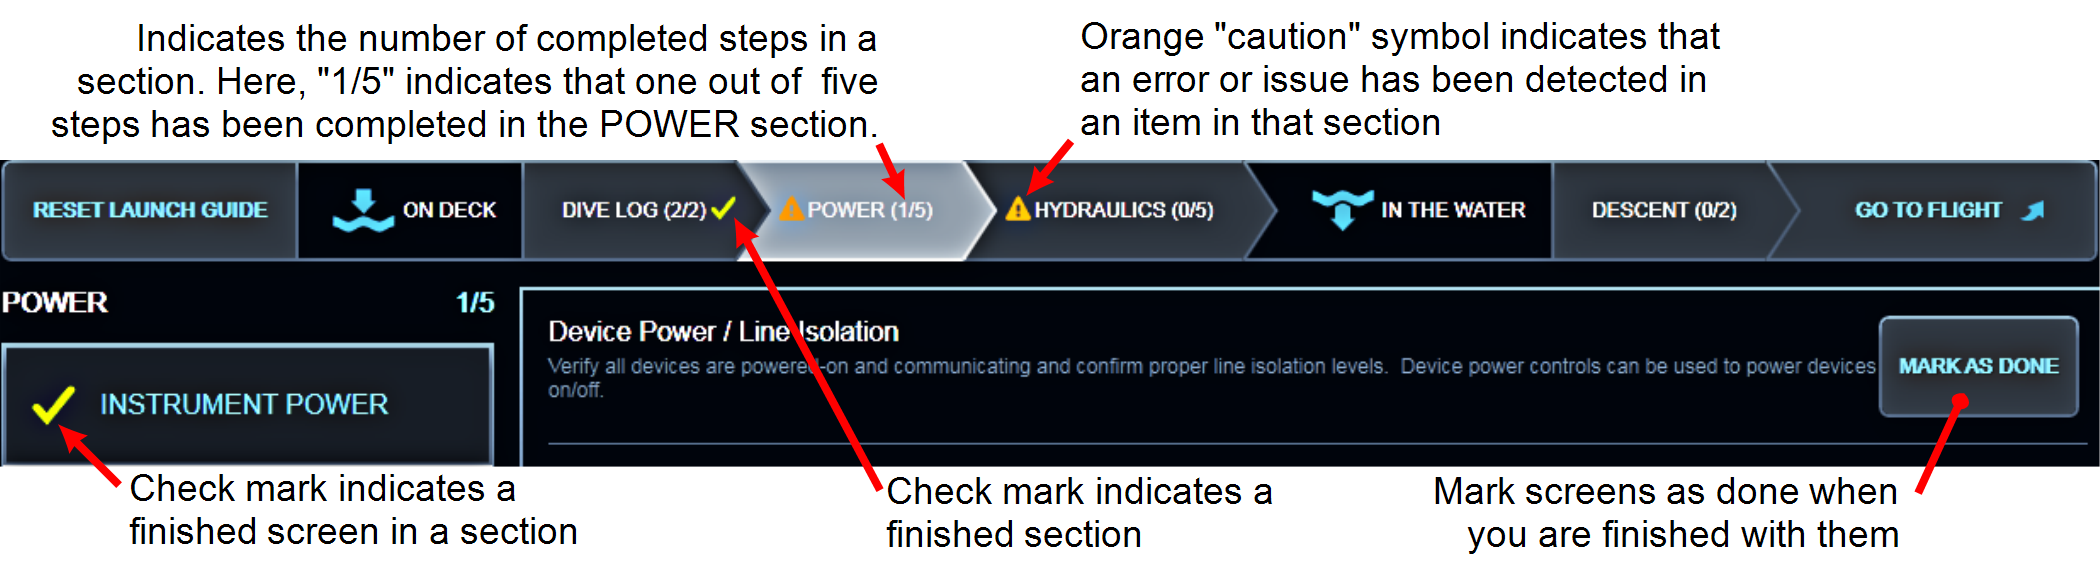 Indicates the number of completed steps in a
section. Here, "1/5" indicates that one out of five
steps has been completed in the POWER section.
Orange "caution" symbol indicates that
an error or issue has been detected in
an item in that section
RESET LAUNCH GUIDE
ON DECK
DIVE LOG (2/2)
POWER (1/5)
HYDRAULICS (0/5)
IN THE WATER
DESCENT (0/2)
GO TO FLIGHT
POWER 1/5
INSTRUMENT POWER
Device Power / Line Isolation
Verify all devices are powered-on and communicating and confirm proper line isolation levels. Device power controls can be used to power devices
on/off.
MARK AS DONE
Check mark indicates a
finished screen in a section
Check mark indicates a
finished section
Mark screens as done when
you are finished with them